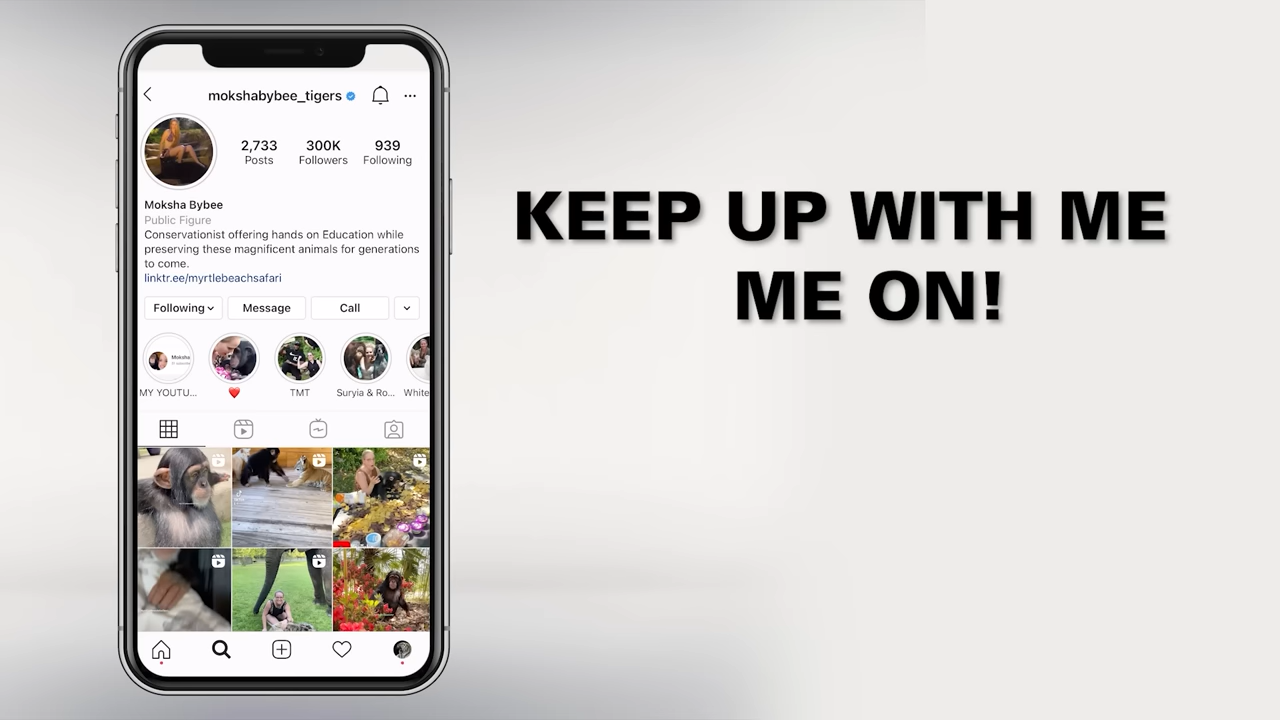 mokshabybee_tigers
2,733 300K 939
Posts Followers Following
Moksha Bybee
Public Figure
Conservationist offering hands on Education while
preserving these magnificent animals for generations
to come.
linktr.ee/myrtlebeachsafari
Following Message Call
Moksha
MY YOUTU... ❤️ TMT Suryia & Ro... White
KEEP UP WITH ME
ME ON!